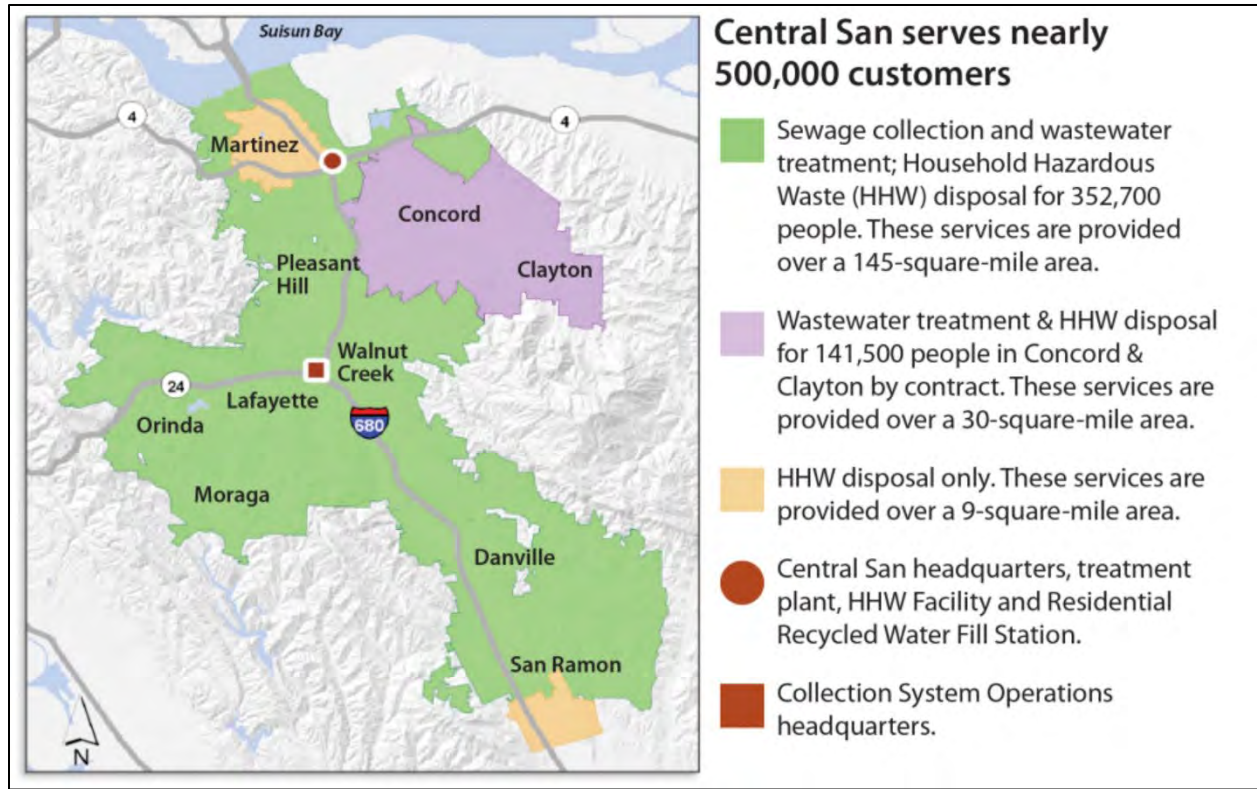 Suisun Bay
4
4
Martinez
Concord
Clayton
Pleasant
Hill
Walnut
Creek
24
Lafayette
Orinda
680
Moraga
Danville
San Ramon
N
Central San serves nearly
500,000 customers
Sewage collection and wastewater
treatment; Household Hazardous
Waste (HHW) disposal for 352,700
people. These services are provided
over a 145-square-mile area.
Wastewater treatment & HHW disposal
for 141,500 people in Concord &
Clayton by contract. These services are
provided over a 30-square-mile area.
HHW disposal only. These services are
provided over a 9-square-mile area.
Central San headquarters, treatment
plant, HHW Facility and Residential
Recycled Water Fill Station.
Collection System Operations
headquarters.